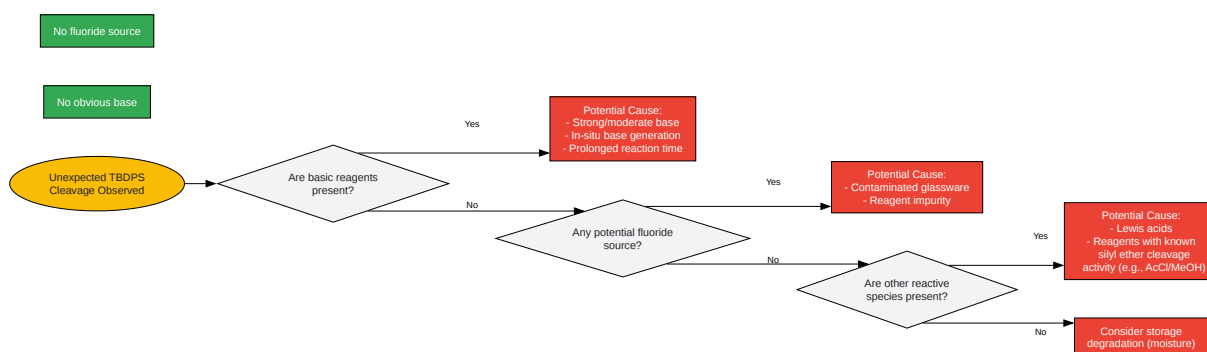 No fluoride source
No obvious base
Unexpected TBDPS
Cleavage Observed
Are basic reagents
present?
Yes
Potential Cause:
- Strong/moderate base
- In-situ base generation
- Prolonged reaction time
No
Any potential fluoride
source?
Yes
Potential Cause:
- Contaminated glassware
- Reagent impurity
No
Are other reactive
species present?
Yes
Potential Cause:
- Lewis acids
- Reagents with known
silyl ether cleavage
activity (e.g., AcCl/MeOH)
No
Consider storage
degradation (moisture)